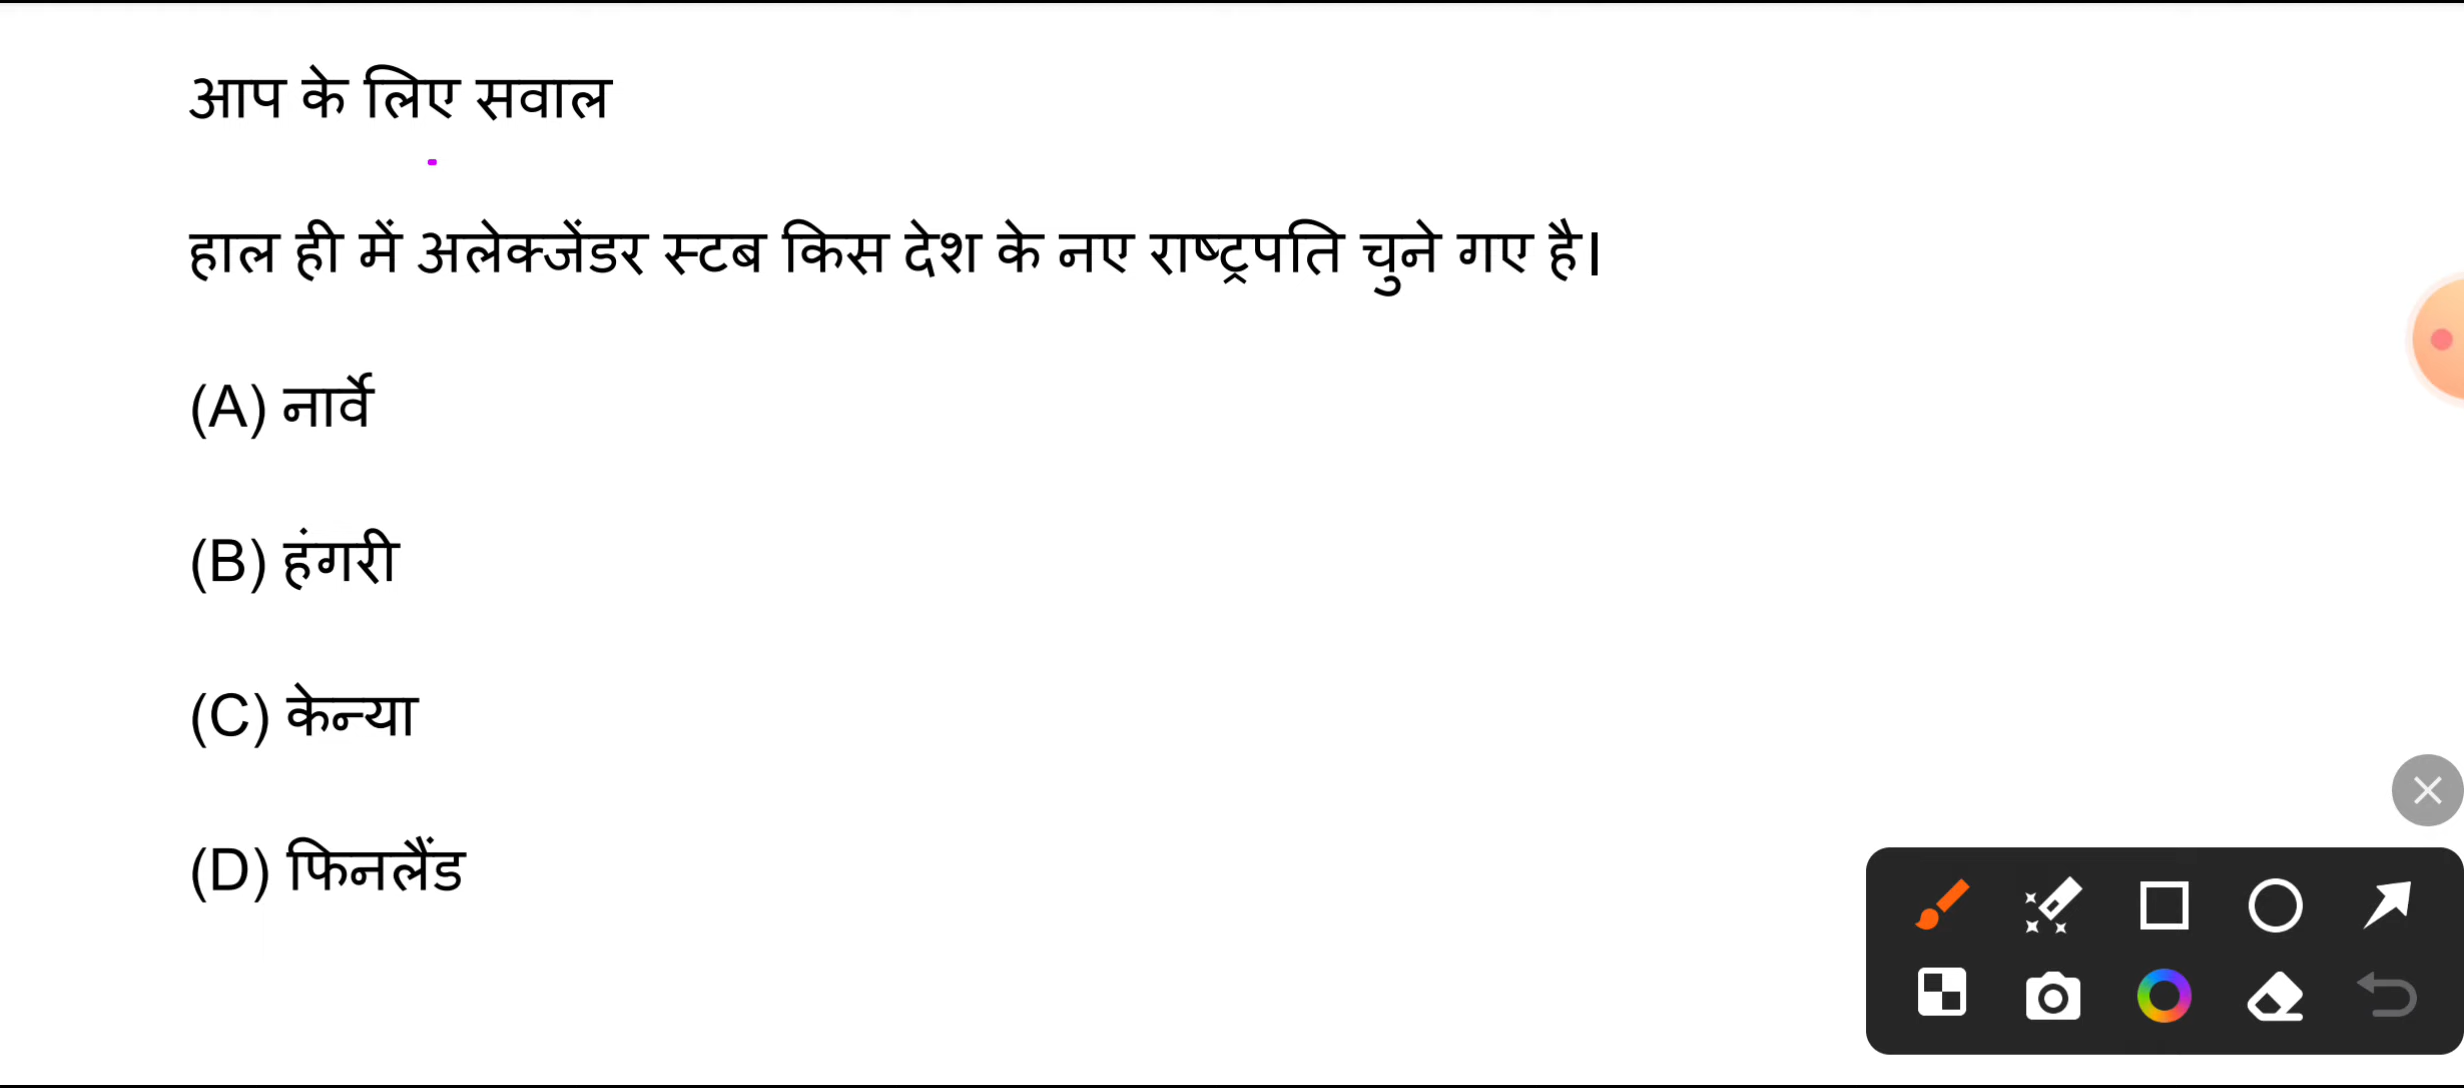 आप के लिए सवाल
हाल ही में अलेक्जेंडर स्टब किस देश के नए राष्ट्रपति चुने गए है।
(A) नार्वे
(B) हंगरी
(C) केन्या
(D) फिनलैंड